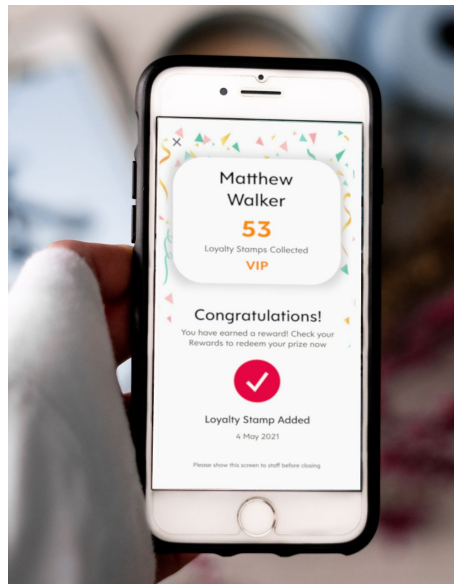 Matthew
Walker
53
Loyalty Stamps Collected
VIP
Congratulations!
You have earned a reward! Check your
Rewards to redeem your prize now
Loyalty Stamp Added
4 May 2021
Please show this screen to staff before closing